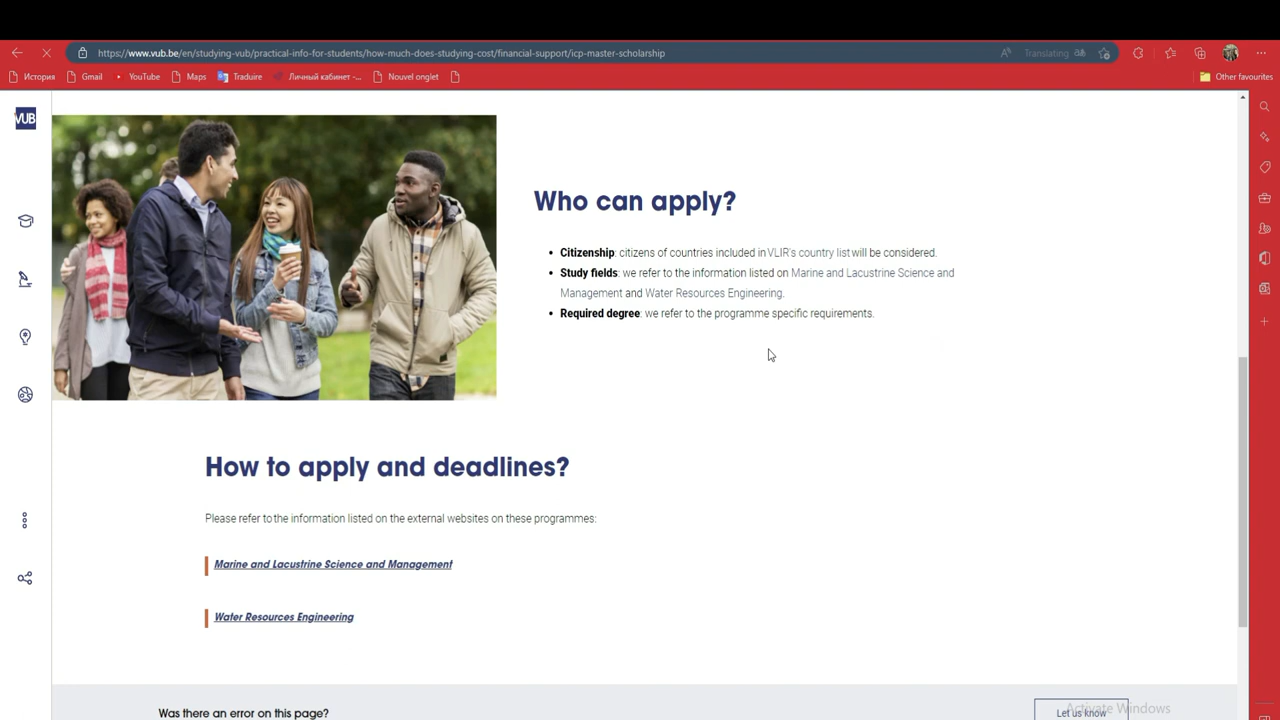 https://www.vub.be/en/studying-vub/practical-info-for-students/how-much-does-studying-cost/financial-support/icp-master-scholarship
Translating
История Gmail YouTube Maps Traduire Личный кабинет -... Nouvel onglet Other favourites
VUB
Who can apply?
Citizenship: citizens of countries included in VLIR's country list will be considered.
Study fields: we refer to the information listed on Marine and Lacustrine Science and
Management and Water Resources Engineering.
Required degree: we refer to the programme specific requirements.
How to apply and deadlines?
Please refer to the information listed on the external websites on these programmes:
Marine and Lacustrine Science and Management
Water Resources Engineering
Was there an error on this page?
Let us know
Activate Windows